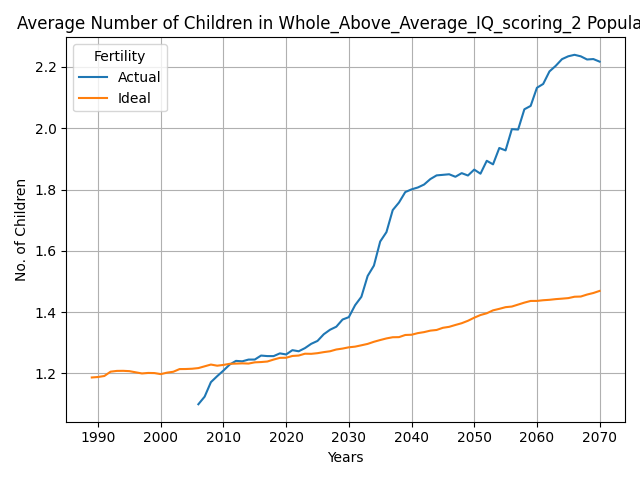 Average Number of Children in Whole_Above_Average_IQ_scoring_2 Popula
Fertility
Actual
Ideal
No. of Children
2.2
2.0
1.8
1.6
1.4
1.2
1990 2000 2010 2020 2030 2040 2050 2060 2070
Years